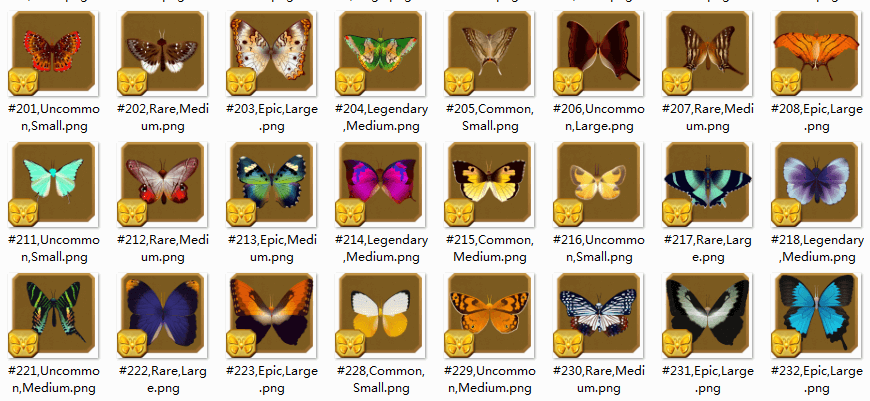 #201,Uncommo
n,Small.png
#202,Rare,Medi
um.png
#203,Epic,Large
.png
#204,Legendary
,Medium.png
#205,Common,
Small.png
#206,Uncommo
n,Large.png
#207,Rare,Medi
um.png
#208,Epic,Large
.png
#211,Uncommo
n,Small.png
#212,Rare,Medi
um.png
#213,Epic,Medi
um.png
#214,Legendary
,Medium.png
#215,Common,
Medium.png
#216,Uncommo
n,Small.png
#217,Rare,Larg
e.png
#218,Legendary
,Medium.png
#221,Uncommo
n,Medium.png
#222,Rare,Larg
e.png
#223,Epic,Large
.png
#228,Common,
Small.png
#229,Uncommo
n,Medium.png
#230,Rare,Medi
um.png
#231,Epic,Large
.png
#232,Epic,Large
.png